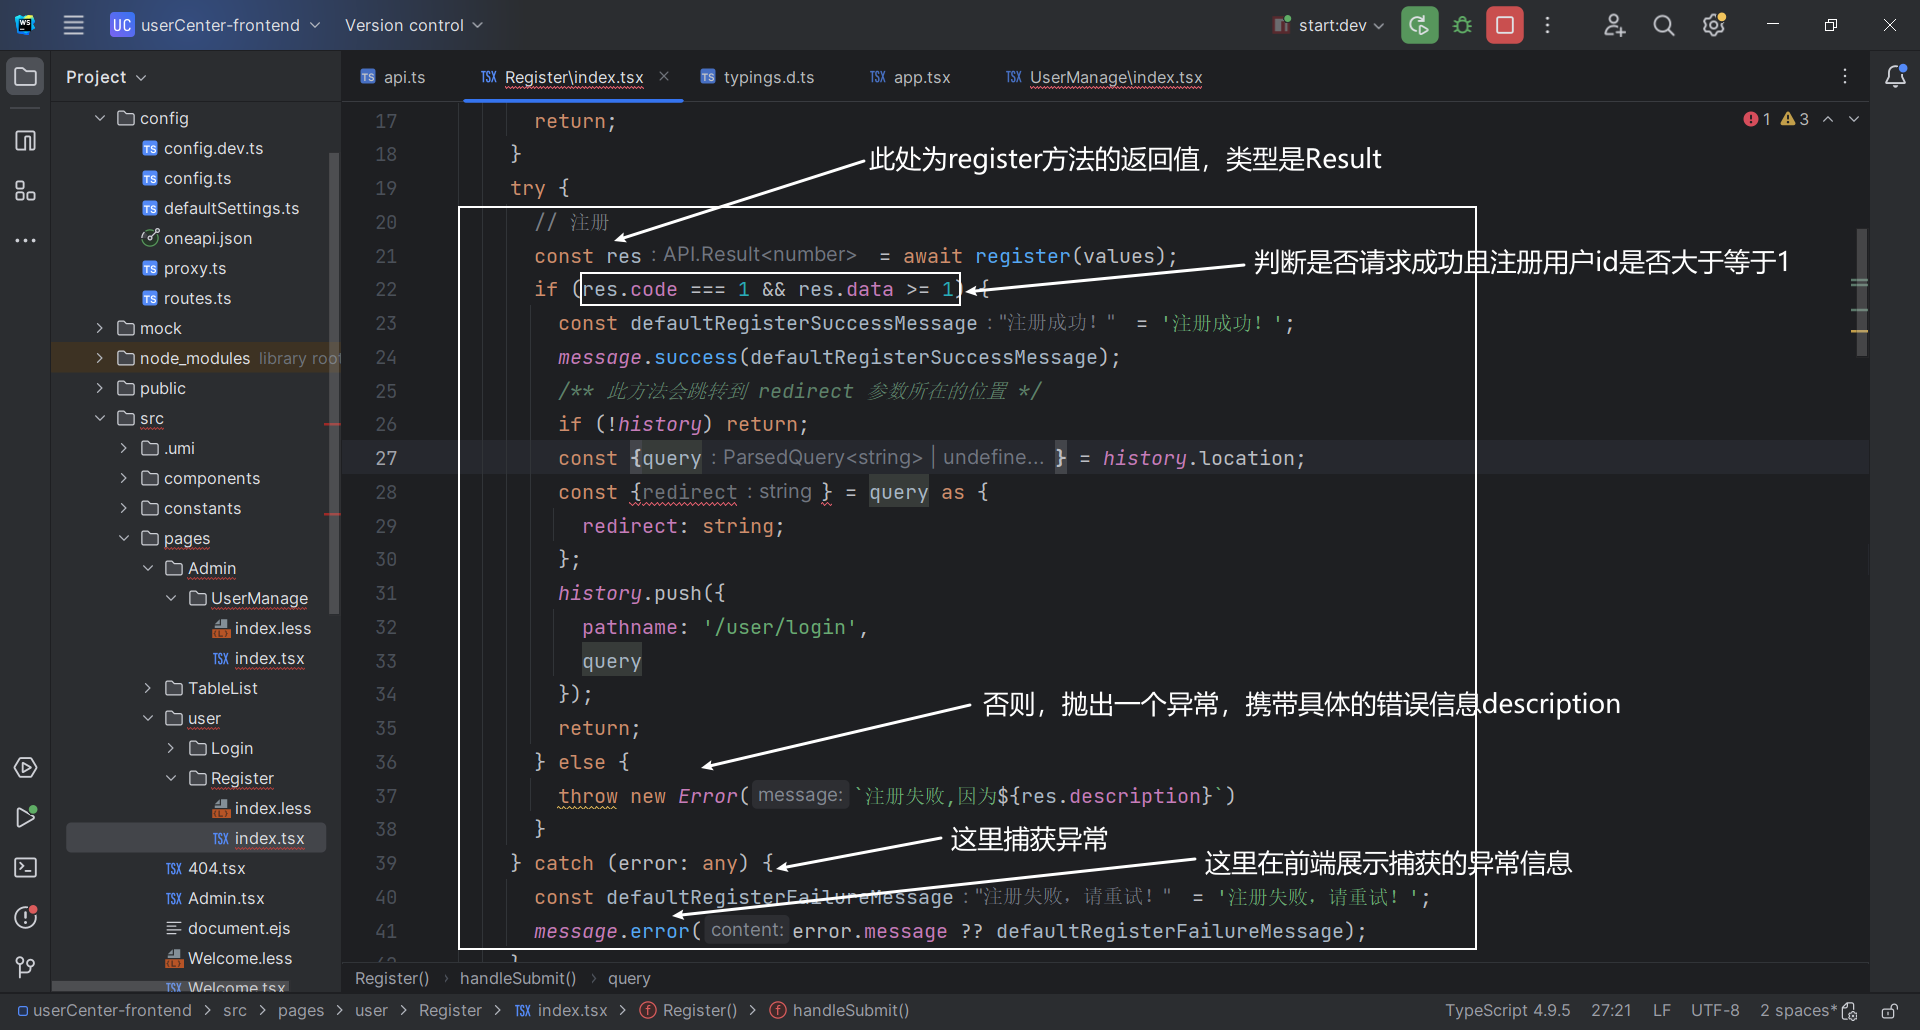 UC userCenter-frontend Version control start:dev
Project
api.ts Register\index.tsx typings.d.ts app.tsx UserManage\index.tsx
config
config.dev.ts
config.ts
defaultSettings.ts
oneapi.json
proxy.ts
routes.ts
mock
node_modules library root
public
src
.umi
components
constants
pages
Admin
UserManage
index.less
index.tsx
TableList
user
Login
Register
index.less
index.tsx
404.tsx
Admin.tsx
document.ejs
Welcome.less
Welcome.tsx
1 3
17 return;
18 }
此处为register方法的返回值，类型是Result
19 try {
20 // 注册
21 const res : API.Result<number> = await register(values);
判断是否请求成功且注册用户id是否大于等于1
22 if (res.code === 1 && res.data >= 1) {
23 const defaultRegisterSuccessMessage : "注册成功！" = '注册成功！';
24 message.success(defaultRegisterSuccessMessage);
25 /** 此方法会跳转到 redirect 参数所在的位置 */
26 if (!history) return;
27 const {query : ParsedQuery<string> | undefine... } = history.location;
28 const {redirect : string } = query as {
29 redirect: string;
30 };
31 history.push({
32 pathname: '/user/login',
33 query
34 });
否则，抛出一个异常，携带具体的错误信息description
35 return;
36 } else {
37 throw new Error( message: `注册失败,因为${res.description}`)
38 }
这里捕获异常
39 } catch (error: any) {
这里在前端展示捕获的异常信息
40 const defaultRegisterFailureMessage : "注册失败，请重试！" = '注册失败，请重试！';
41 message.error( content: error.message ?? defaultRegisterFailureMessage);
Register() › handleSubmit() › query
userCenter-frontend > src > pages > user > Register > index.tsx > Register() > handleSubmit()
TypeScript 4.9.5 27:21 LF UTF-8 2 spaces*